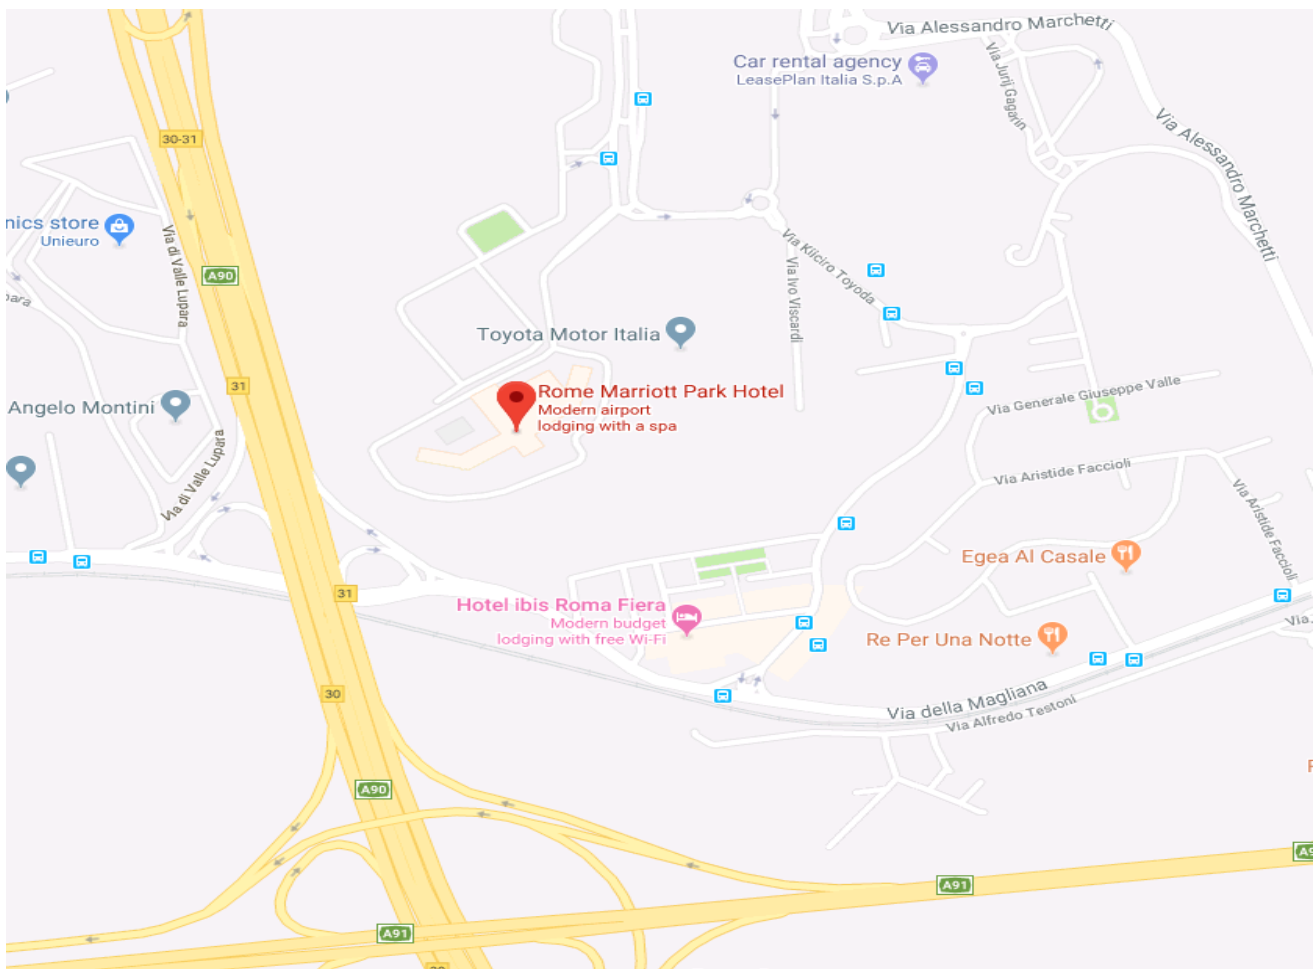 Via Alessandro Marchetti
Car rental agency
LeasePlan Italia S.p.A
Via Jurij Gagarin
Via Alessandro Marchetti
30-31
nics store
Unieuro
Via di Valle Lupara
A90
para
Via Kiiciro Toyoda
Via Ivo Viscardi
Toyota Motor Italia
31
Angelo Montini
Rome Marriott Park Hotel
Modern airport
lodging with a spa
Via Generale Giuseppe Valle
Via di Valle Lupara
Via Aristide Faccioli
Via Aristide Faccioli
Egea Al Casale
31
Hotel ibis Roma Fiera
Modern budget
lodging with free Wi-Fi
Via
Re Per Una Notte
30
Via della Magliana
Via Alfredo Testoni
A90
A91
A91
30